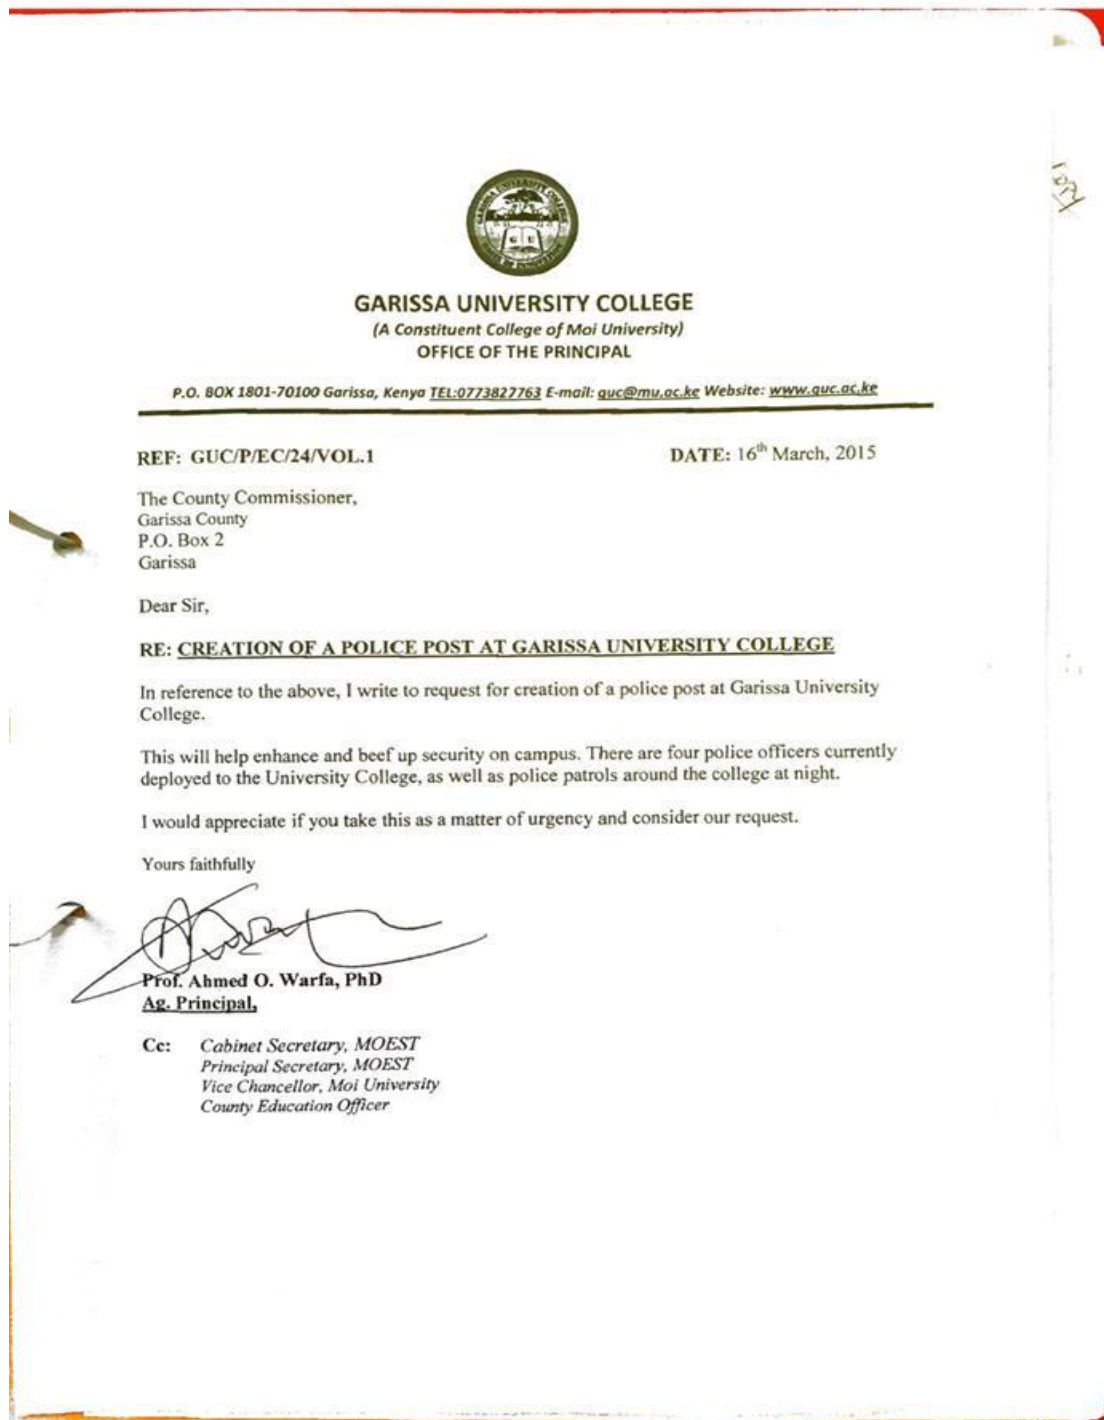 GARISSA UNIVERSITY COLLEGE
G U
GARISSA UNIVERSITY COLLEGE
(A Constituent College of Moi University)
OFFICE OF THE PRINCIPAL
P.O. BOX 1801-70100 Garissa, Kenya TEL:0773827763 E-mail: guc@mu.ac.ke Website: www.guc.ac.ke
REF: GUC/P/EC/24/VOL.1 DATE: 16th March, 2015
The County Commissioner,
Garissa County
P.O. Box 2
Garissa
Dear Sir,
RE: CREATION OF A POLICE POST AT GARISSA UNIVERSITY COLLEGE
In reference to the above, I write to request for creation of a police post at Garissa University
College.
This will help enhance and beef up security on campus. There are four police officers currently
deployed to the University College, as well as police patrols around the college at night.
I would appreciate if you take this as a matter of urgency and consider our request.
Yours faithfully
Prof. Ahmed O. Warfa, PhD
Ag. Principal,
Cc: Cabinet Secretary, MOEST
Principal Secretary, MOEST
Vice Chancellor, Moi University
County Education Officer